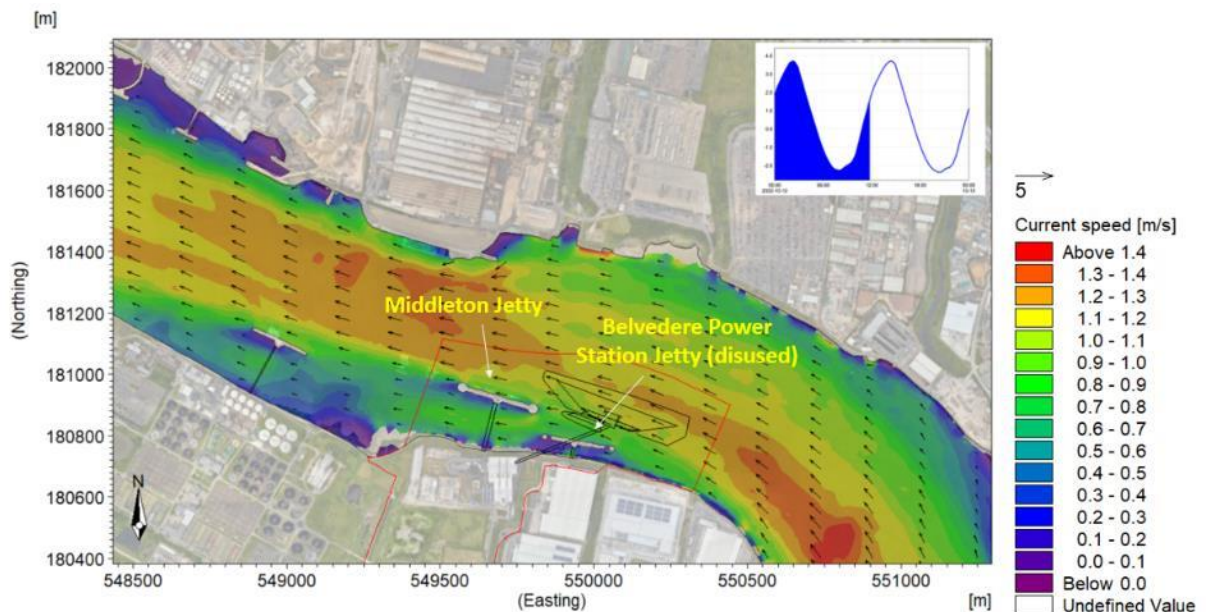 [m]
182000
181800
181600
181400
181200
181000
180800
180600
180400
(Northing)
548500
549000
549500
550000
550500
551000
(Easting)
[m]
Middleton Jetty
Belvedere Power
Station Jetty (disused)
N
5
Current speed [m/s]
Above 1.4
1.3 - 1.4
1.2 - 1.3
1.1 - 1.2
1.0 - 1.1
0.9 - 1.0
0.8 - 0.9
0.7 - 0.8
0.6 - 0.7
0.5 - 0.6
0.4 - 0.5
0.3 - 0.4
0.2 - 0.3
0.1 - 0.2
0.0 - 0.1
Below 0.0
Undefined Value